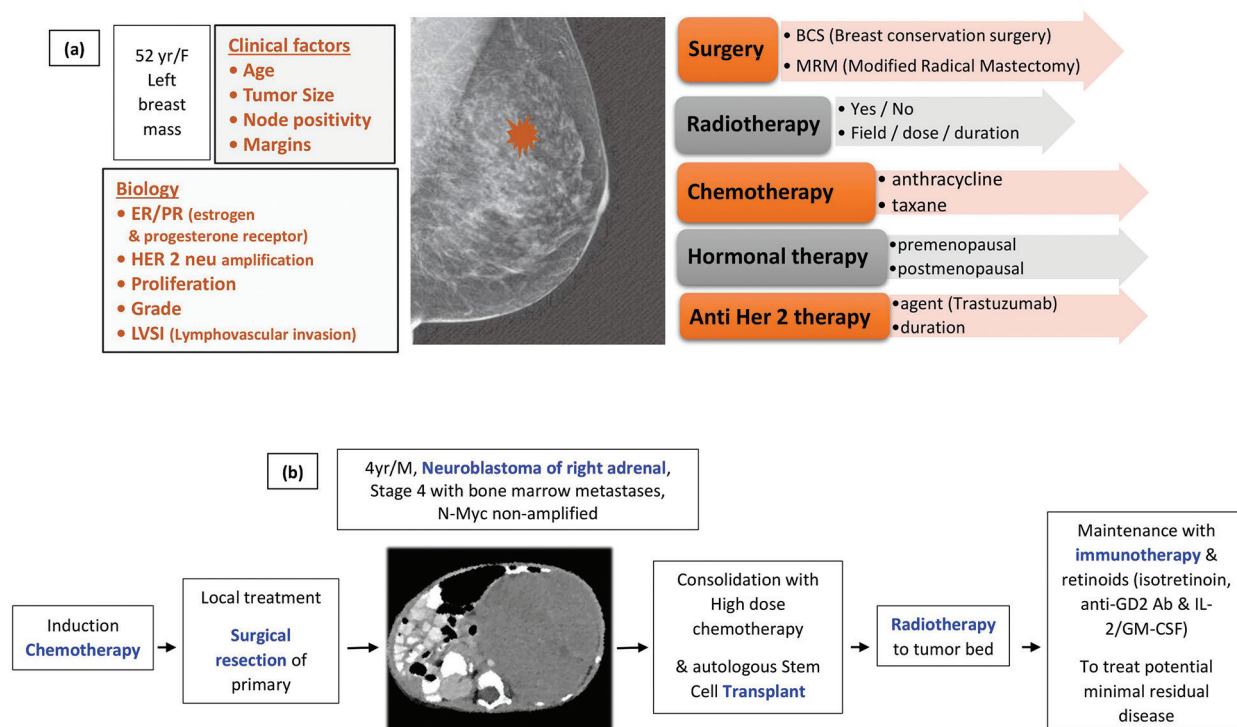 (a)
52 yr/F
Left
breast
mass
Clinical factors
• Age
• Tumor Size
• Node positivity
• Margins
Biology
• ER/PR (estrogen
& progesterone receptor)
• HER 2 neu amplification
• Proliferation
• Grade
• LVSI (Lymphovascular invasion)
Surgery
• BCS (Breast conservation surgery)
• MRM (Modified Radical Mastectomy)
Radiotherapy
• Yes / No
• Field / dose / duration
Chemotherapy
• anthracycline
• taxane
Hormonal therapy
•premenopausal
•postmenopausal
Anti Her 2 therapy
•agent (Trastuzumab)
•duration
(b)
4yr/M, Neuroblastoma of right adrenal,
Stage 4 with bone marrow metastases,
N-Myc non-amplified
Induction
Chemotherapy
Local treatment
Surgical
resection of
primary
Consolidation with
High dose
chemotherapy
& autologous Stem
Cell Transplant
Radiotherapy
to tumor bed
Maintenance with
immunotherapy &
retinoids (isotretinoin,
anti-GD2 Ab & IL-
2/GM-CSF)
To treat potential
minimal residual
disease